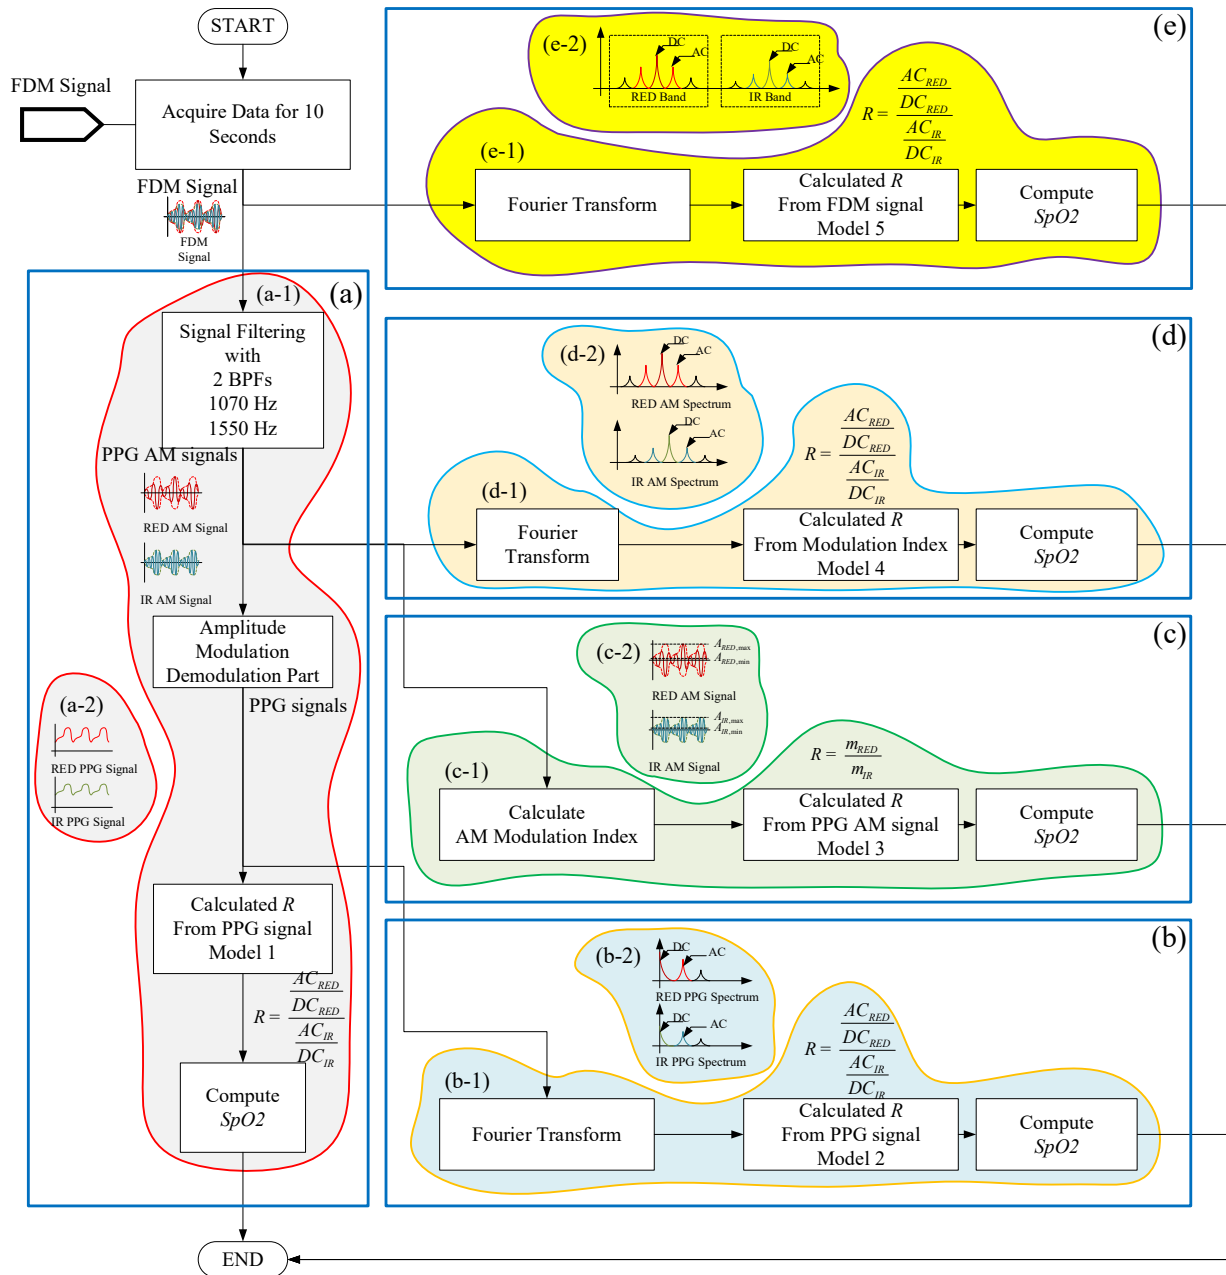 START
FDM Signal
Acquire Data for 10
Seconds
FDM Signal
FDM
Signal
(e)
(e-2)
DC
AC
RED Band
IR Band
R = AC_RED / DC_RED / AC_IR / DC_IR
(e-1)
Fourier Transform
Calculated R
From FDM signal
Model 5
Compute
SpO2
(a)
(a-1)
Signal Filtering
with
2 BPFs
1070 Hz
1550 Hz
PPG AM signals
RED AM Signal
IR AM Signal
Amplitude
Modulation
Demodulation Part
PPG signals
(a-2)
RED PPG Signal
IR PPG Signal
Calculated R
From PPG signal
Model 1
R = AC_RED / DC_RED / AC_IR / DC_IR
Compute
SpO2
END
(d)
(d-2)
DC
AC
RED AM Spectrum
DC
AC
IR AM Spectrum
R = AC_RED / DC_RED / AC_IR / DC_IR
(d-1)
Fourier
Transform
Calculated R
From Modulation Index
Model 4
Compute
SpO2
(c)
(c-2)
A_RED,max
A_RED,min
RED AM Signal
A_IR,max
A_IR,min
IR AM Signal
R = m_RED / m_IR
(c-1)
Calculate
AM Modulation Index
Calculated R
From PPG AM signal
Model 3
Compute
SpO2
(b)
(b-2)
DC
AC
RED PPG Spectrum
DC
AC
IR PPG Spectrum
R = AC_RED / DC_RED / AC_IR / DC_IR
(b-1)
Fourier Transform
Calculated R
From PPG signal
Model 2
Compute
SpO2